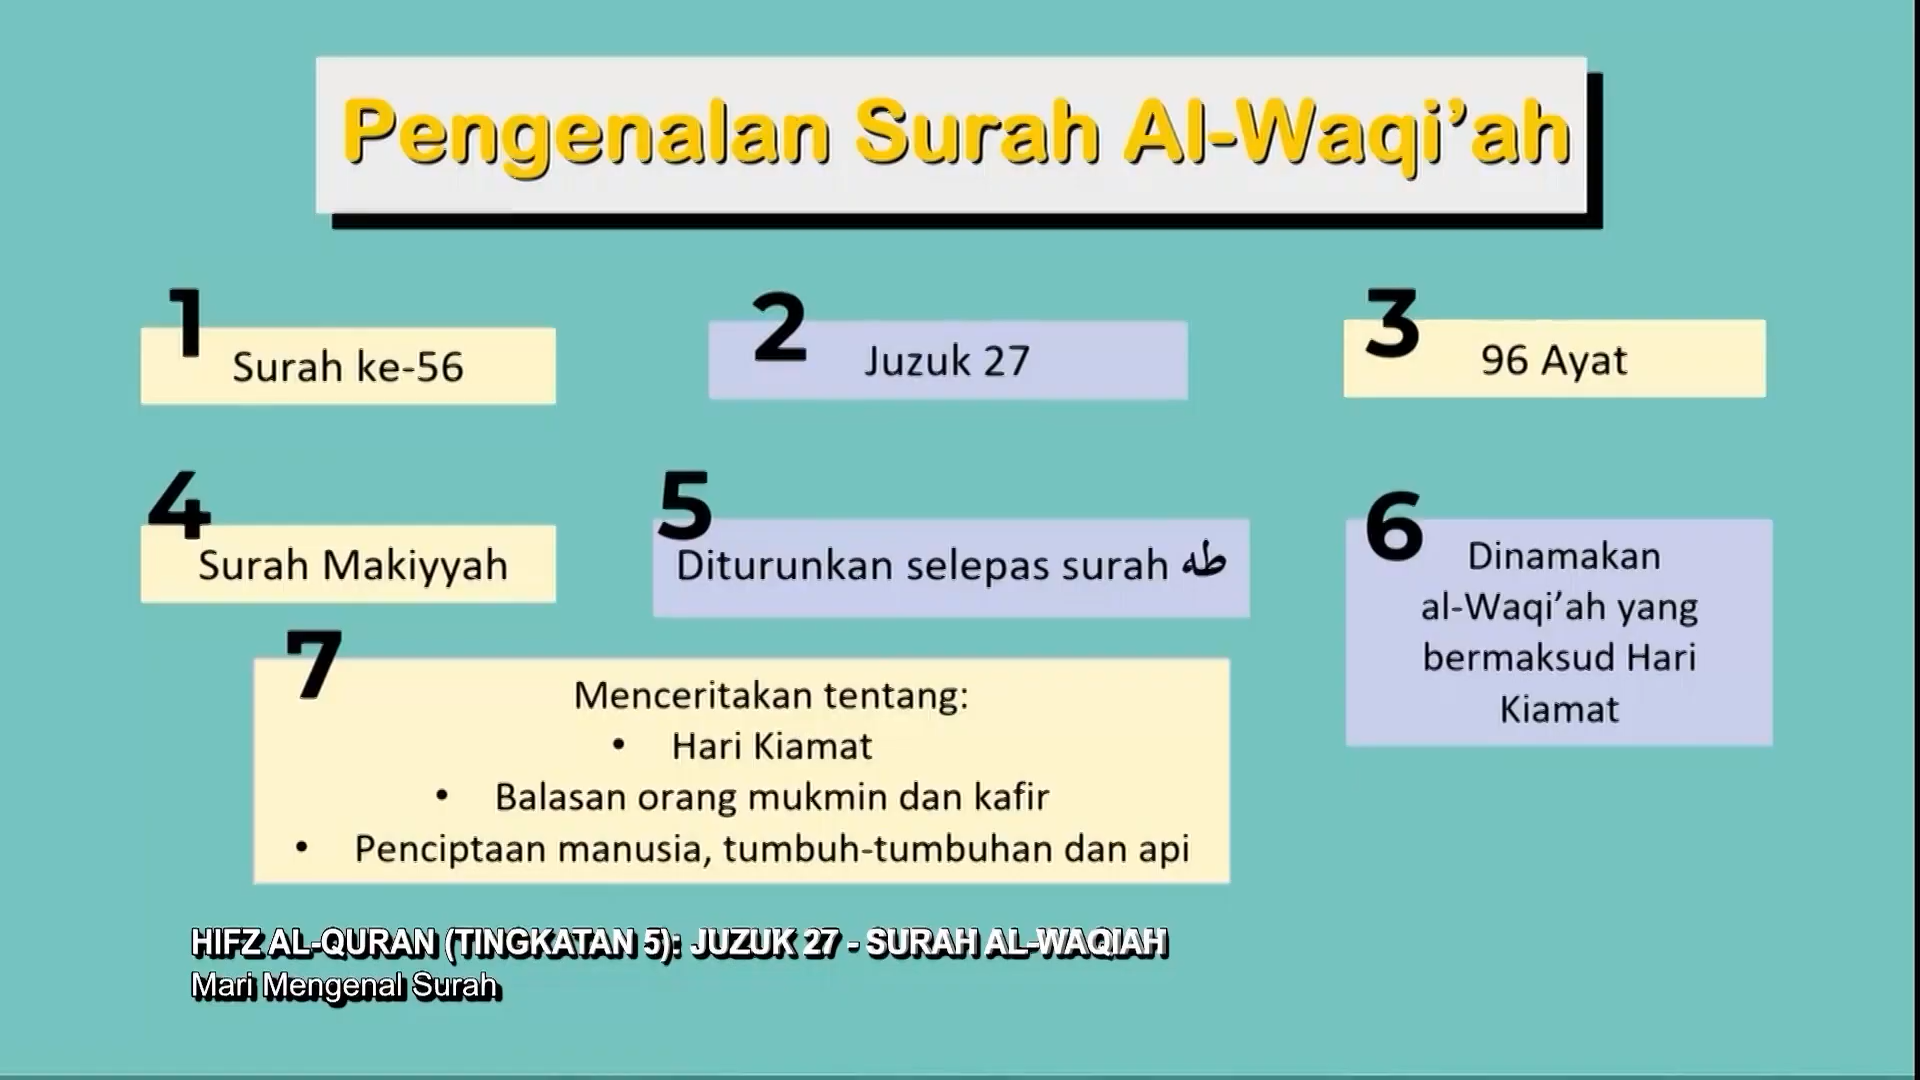 Pengenalan Surah Al-Waqi’ah
1
Surah ke-56
2
Juzuk 27
3
96 Ayat
4
Surah Makiyyah
5
Diturunkan selepas surah طه
6
Dinamakan
al-Waqi’ah yang
bermaksud Hari
Kiamat
7
Menceritakan tentang:
• Hari Kiamat
• Balasan orang mukmin dan kafir
• Penciptaan manusia, tumbuh-tumbuhan dan api
HIFZ AL-QURAN (TINGKATAN 5): JUZUK 27 - SURAH AL-WAQIAH
Mari Mengenal Surah